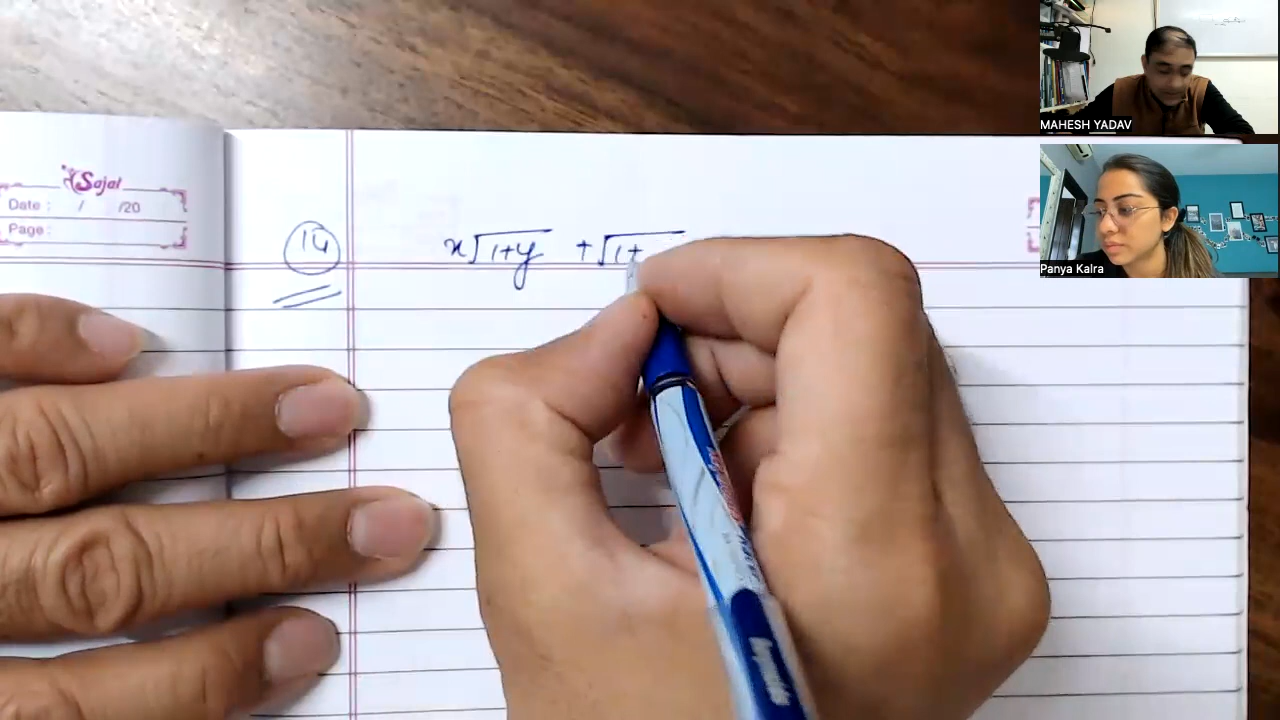 Sajal
Date : / /20
Page :
14
x√1+y + √1+
MAHESH YADAV
Panya Kalra